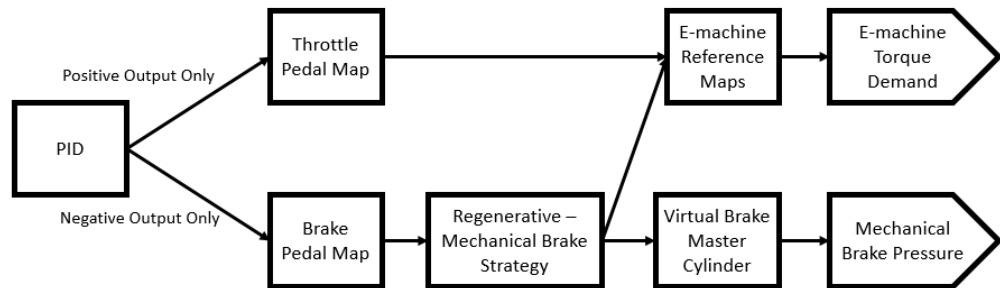 Throttle
Pedal Map
E-machine
Reference
Maps
E-machine
Torque
Demand
Positive Output Only
PID
Negative Output Only
Brake
Pedal Map
Regenerative –
Mechanical Brake
Strategy
Virtual Brake
Master
Cylinder
Mechanical
Brake Pressure